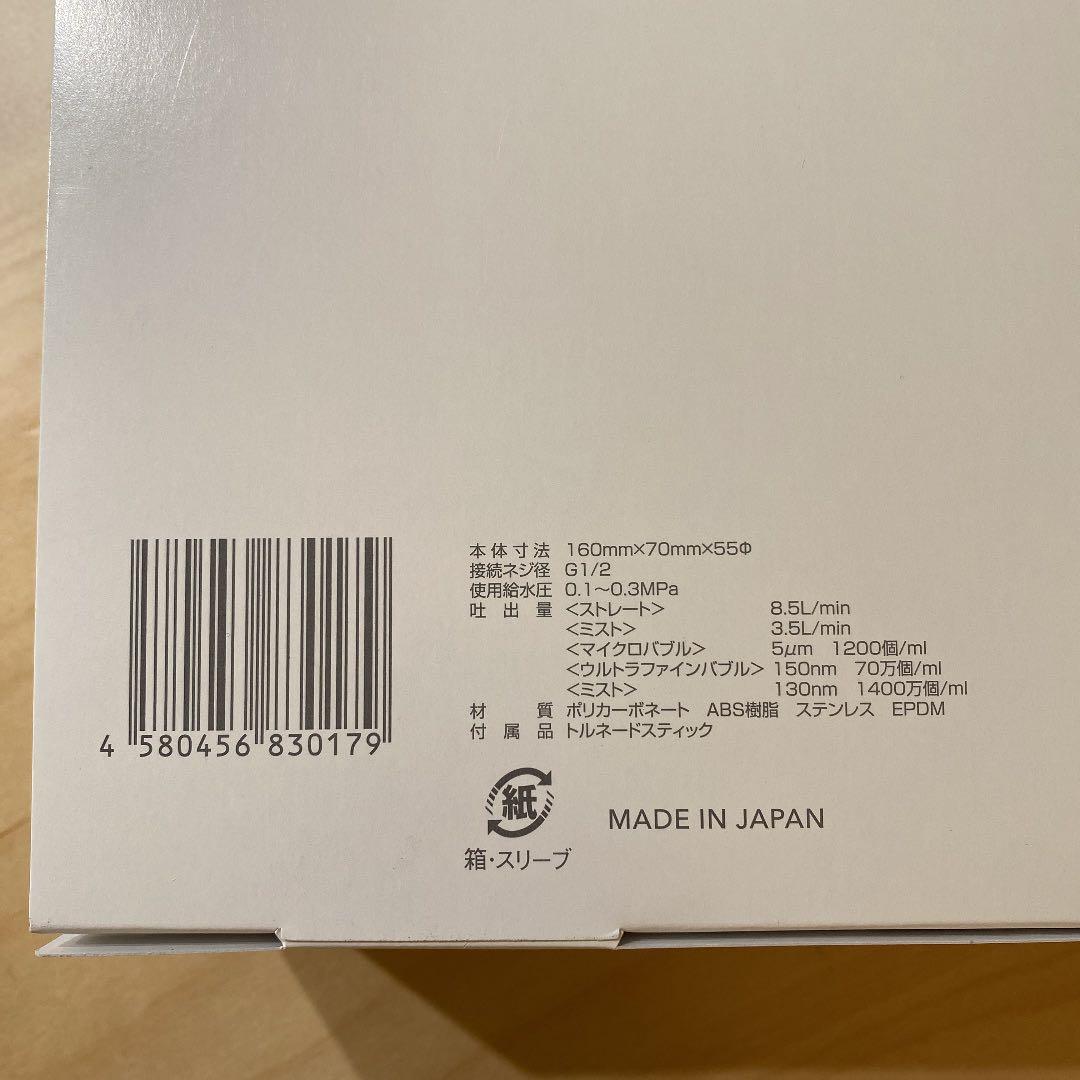 本体寸法 160mm×70mm×55Φ
接続ネジ径 G1/2
使用給水圧 0.1〜0.3MPa
吐出量 <ストレート> 8.5L/min
<ミスト> 3.5L/min
<マイクロバブル> 5μm 1200個/ml
<ウルトラファインバブル> 150nm 70万個/ml
<ミスト> 130nm 1400万個/ml
材質 ポリカーボネート ABS樹脂 ステンレス EPDM
付属品 トルネードスティック
4 580456 830179
紙
箱・スリーブ
MADE IN JAPAN